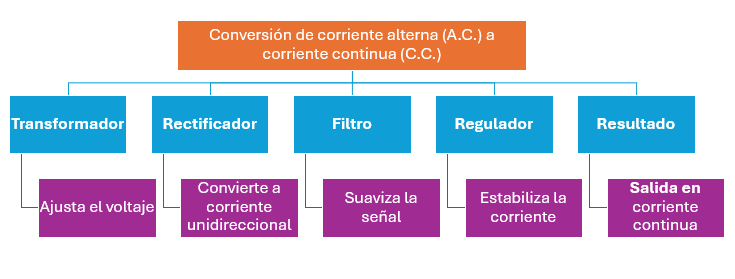 Conversión de corriente alterna (A.C.) a
corriente continua (C.C.)
Transformador
Rectificador
Filtro
Regulador
Resultado
Ajusta el voltaje
Convierte a
corriente
unidireccional
Suaviza la
señal
Estabiliza la
corriente
Salida en
corriente
continua